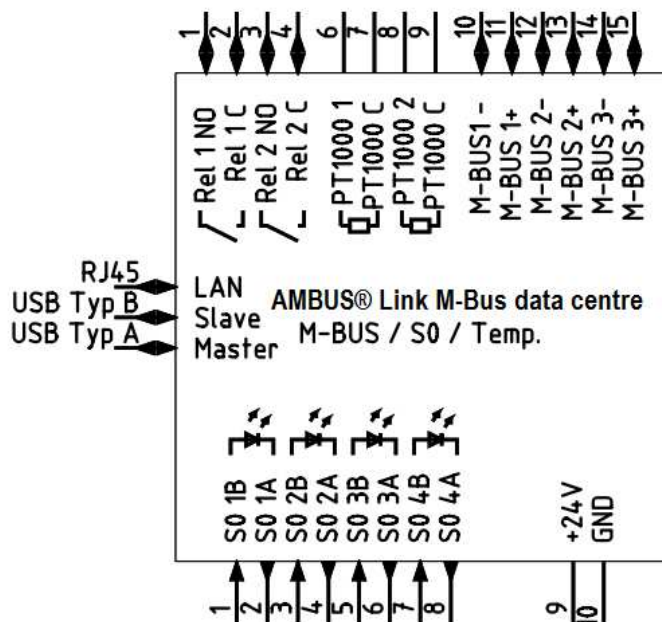 1 2 3 4 6 7 8 9 10 11 12 13 14 15
Rel 1 NO
Rel 1 C
Rel 2 NO
Rel 2 C
PT1000 1
PT1000 C
PT1000 2
PT1000 C
M-BUS1 -
M-BUS 1+
M-BUS 2-
M-BUS 2+
M-BUS 3-
M-BUS 3+
RJ45 LAN
USB Typ B Slave
USB Typ A Master
AMBUS® Link M-Bus data centre
M-BUS / S0 / Temp.
S0 1B
S0 1A
S0 2B
S0 2A
S0 3B
S0 3A
S0 4B
S0 4A
+24V
GND
1 2 3 4 5 6 7 8 9 10